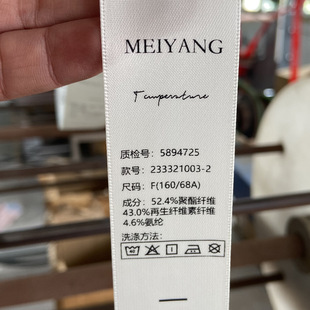 MEIYANG
Temperature
质检号：5894725
款号：233321003-2
尺码：F(160/68A)
成分：52.4%聚酯纤维
43.0%再生纤维素纤维
4.6%氨纶
洗涤方法：